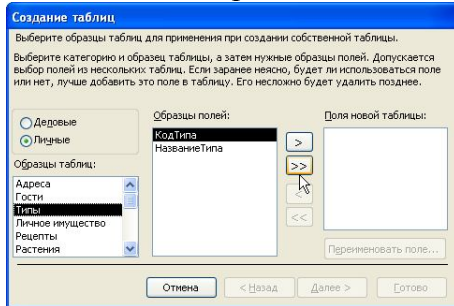 Создание таблиц
Выберите образцы таблиц для применения при создании собственной таблицы.
Выберите категорию и образец таблицы, а затем нужные образцы полей. Допускается
выбор полей из нескольких таблиц. Если заранее неясно, будет ли использоваться поле
или нет, лучше добавить это поле в таблицу. Его несложно будет удалить позднее.
Деловые
Личные
Образцы таблиц:
Адреса
Гости
Типы
Личное имущество
Рецепты
Растения
Образцы полей:
КодТипа
НазваниеТипа
>
>>
<
<<
Поля новой таблицы:
Переименовать поле...
Отмена
< Назад
Далее >
Готово